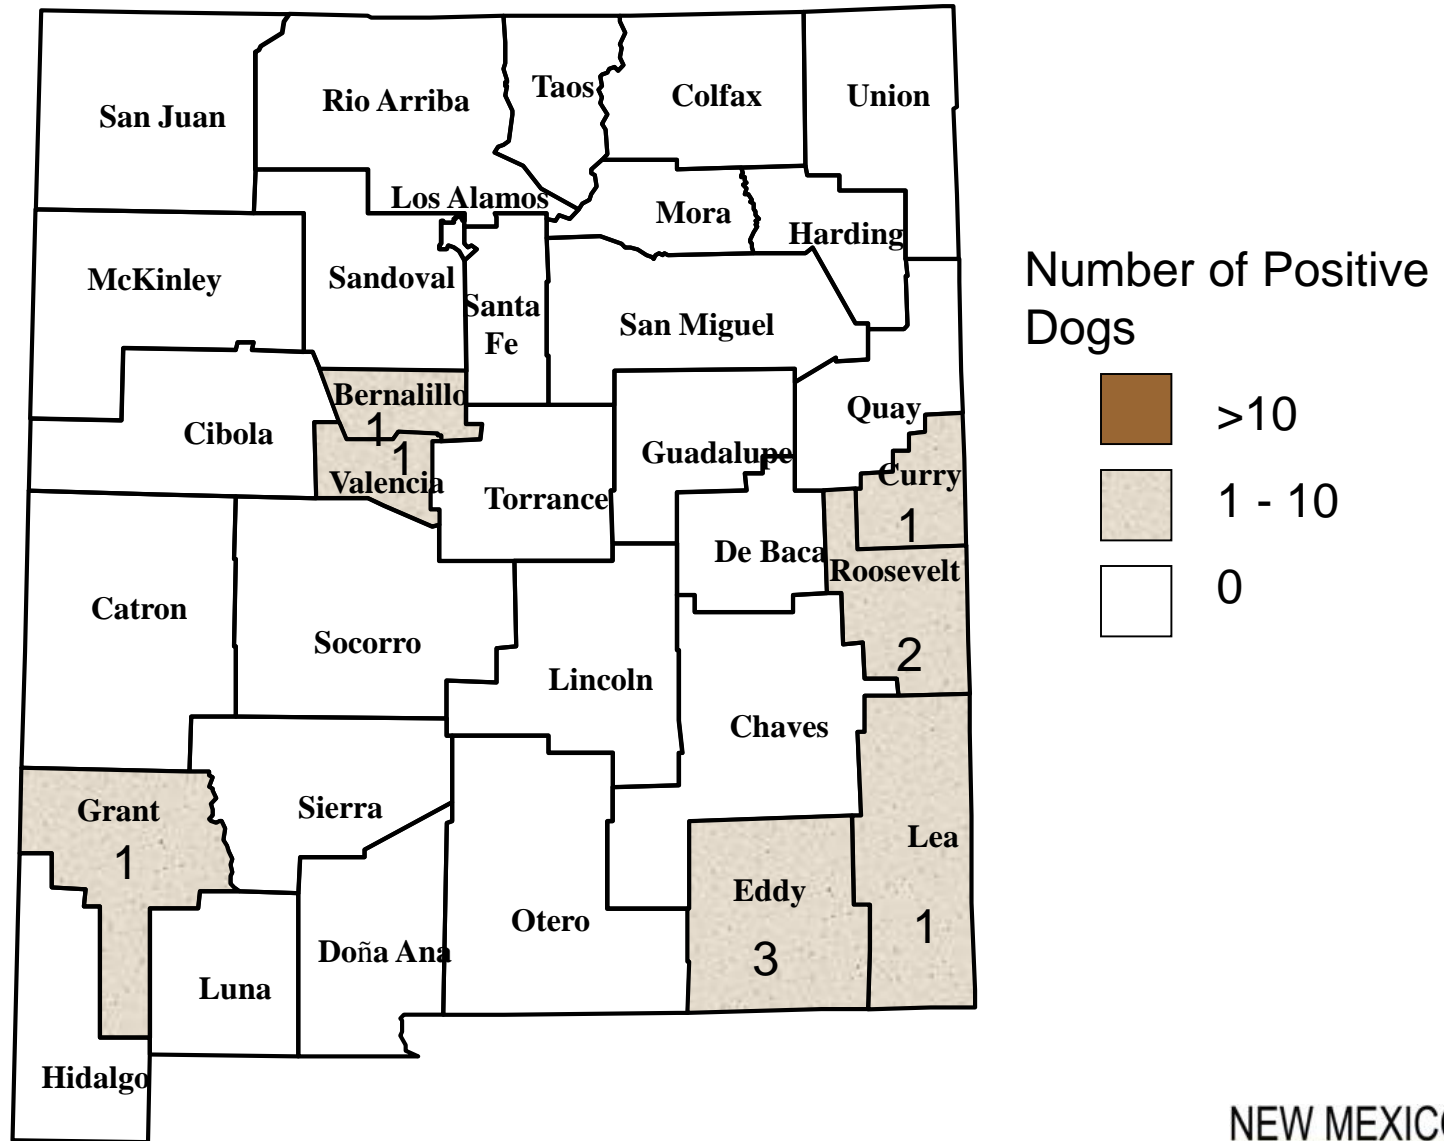 San Juan
Rio Arriba
Taos
Colfax
Union
Los Alamos
Mora
Harding
McKinley
Sandoval
Santa
Fe
San Miguel
Bernalillo
1
Cibola
1
Valencia
Torrance
Guadalupe
Quay
Curry
1
De Baca
Roosevelt
2
Catron
Socorro
Lincoln
Chaves
Grant
1
Sierra
Lea
1
Eddy
3
Otero
Doña Ana
Luna
Hidalgo
Number of Positive
Dogs
>10
1 - 10
0
NEW MEXICO